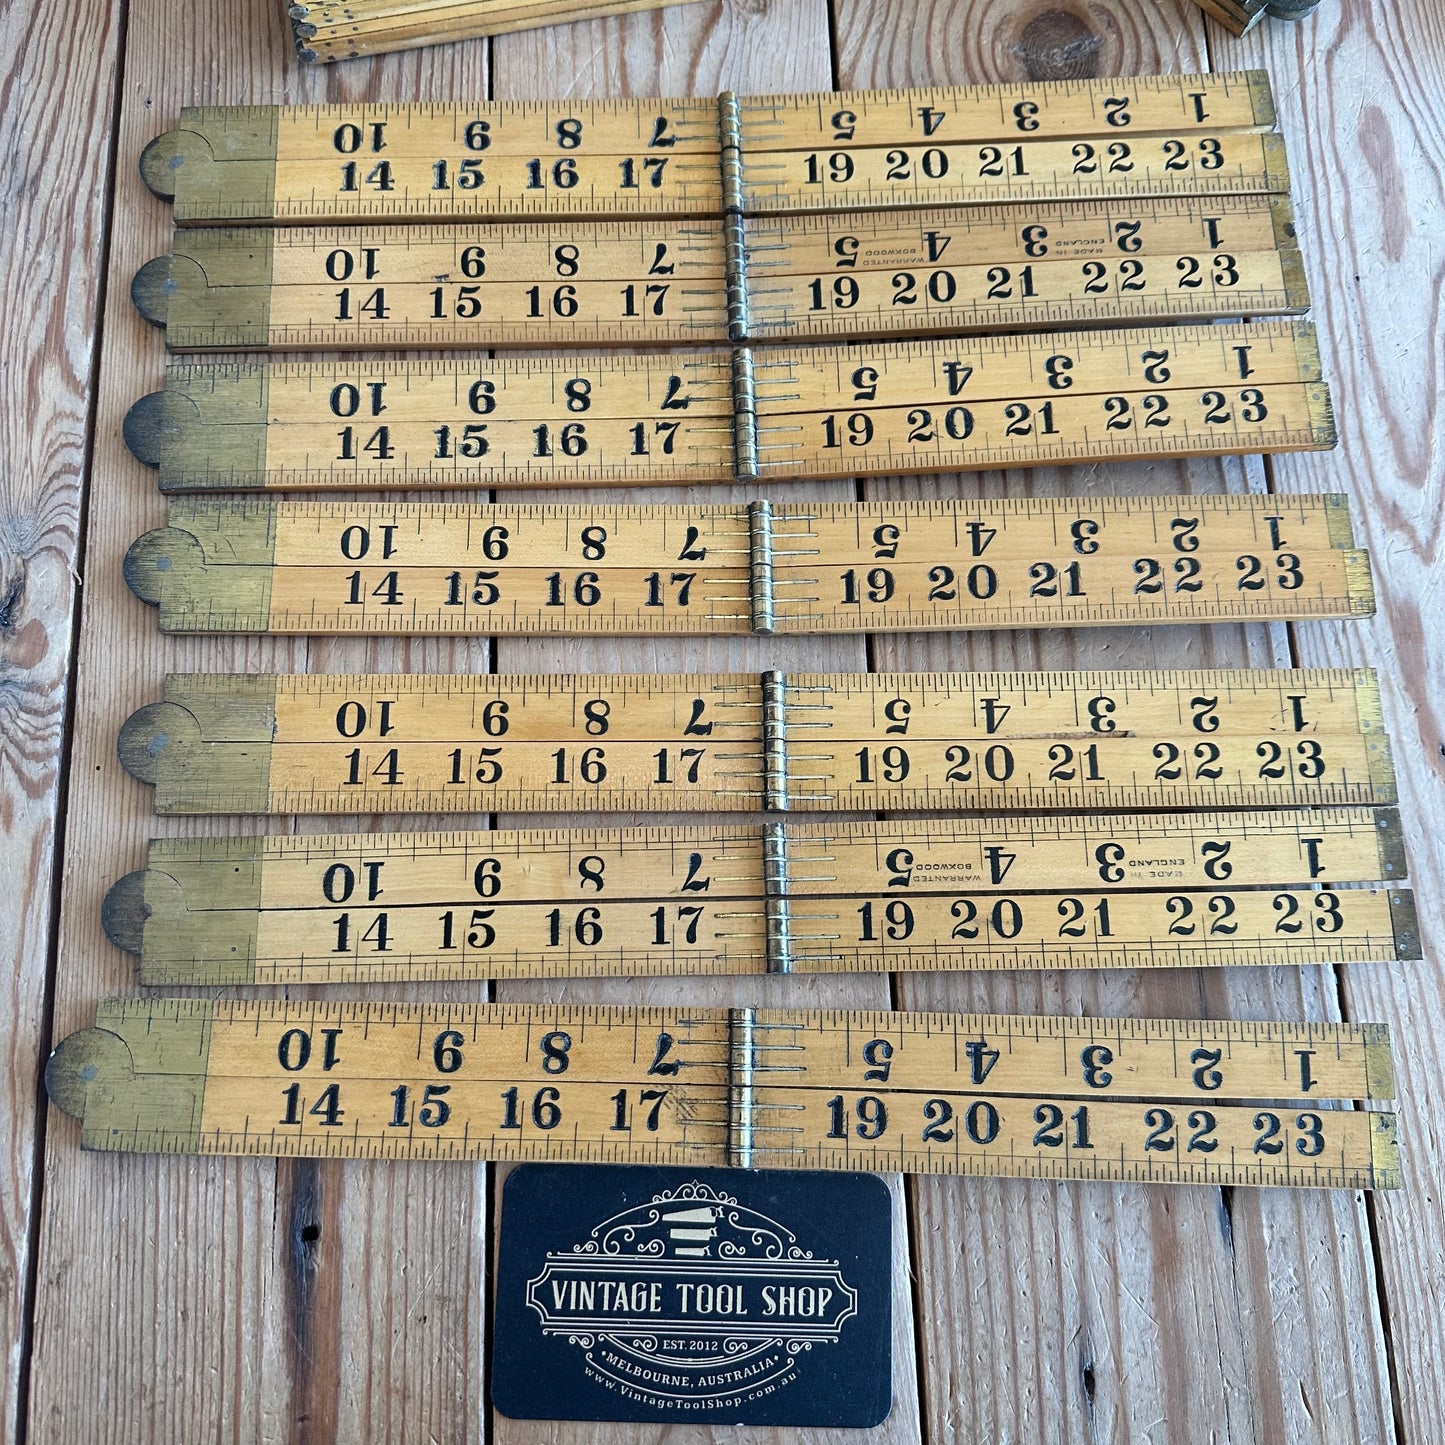 10 9 8 7 5 4 3 2 1
14 15 16 17 19 20 21 22 23
10 9 8 7 5 4 3 2 1
WARRANTED BOXWOOD
MADE IN ENGLAND
14 15 16 17 19 20 21 22 23
10 9 8 7 5 4 3 2 1
14 15 16 17 19 20 21 22 23
10 9 8 7 5 4 3 2 1
14 15 16 17 19 20 21 22 23
10 9 8 7 5 4 3 2 1
14 15 16 17 19 20 21 22 23
10 9 8 7 5 4 3 2 1
WARRANTED BOXWOOD
MADE IN ENGLAND
14 15 16 17 19 20 21 22 23
10 9 8 7 5 4 3 2 1
14 15 16 17 19 20 21 22 23
VINTAGE TOOL SHOP
EST. 2012
• MELBOURNE, AUSTRALIA •
www.VintageToolShop.com.au